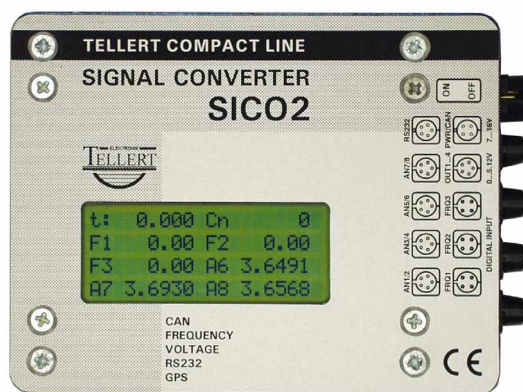 TELLERT COMPACT LINE
SIGNAL CONVERTER
SICO2
ELEKTRONIK
TELLERT
t: 0.000 Cn 0
F1 0.00 F2 0.00
F3 0.00 A6 3.6491
A7 3.6930 A8 3.6568
CAN
FREQUENCY
VOLTAGE
RS232
GPS
ON
OFF
RS232
PWR/CAN
7...16V
AN7/8
OUT1...4
0...5,12V
AN5/6
FRQ3
AN3/4
FRQ2
DIGITAL INPUT
AN1/2
FRQ1
CE